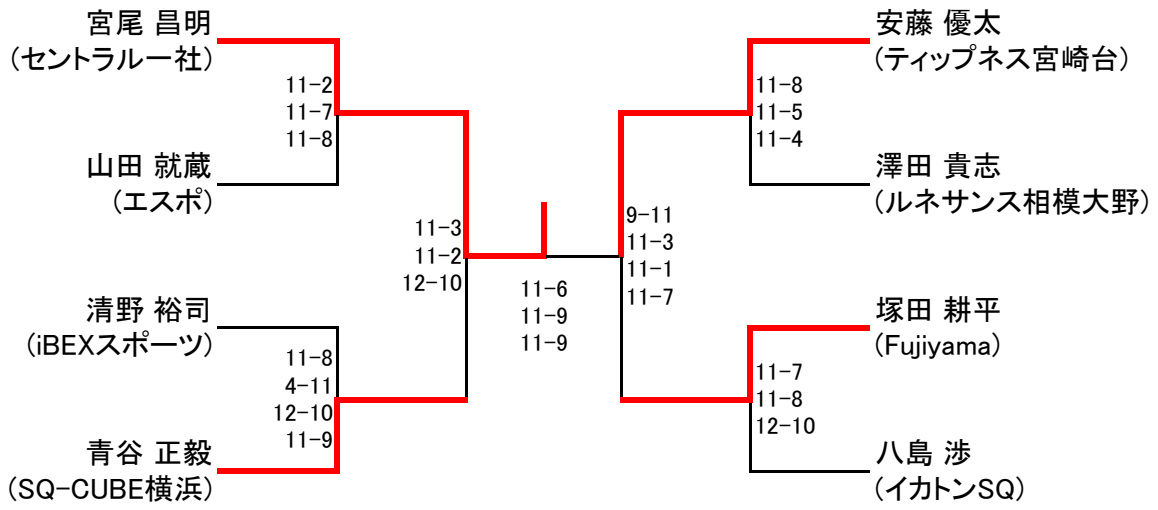 宮尾 昌明
(セントラルー社)
11-2
11-7
11-8
山田 就蔵
(エスポ)
11-3
11-2
12-10
清野 裕司
(iBEXスポーツ)
11-8
4-11
12-10
11-9
青谷 正毅
(SQ-CUBE横浜)
11-6
11-9
11-9
安藤 優太
(ティップネス宮崎台)
11-8
11-5
11-4
澤田 貴志
(ルネサンス相模大野)
9-11
11-3
11-1
11-7
塚田 耕平
(Fujiyama)
11-7
11-8
12-10
八島 渉
(イカトンSQ)